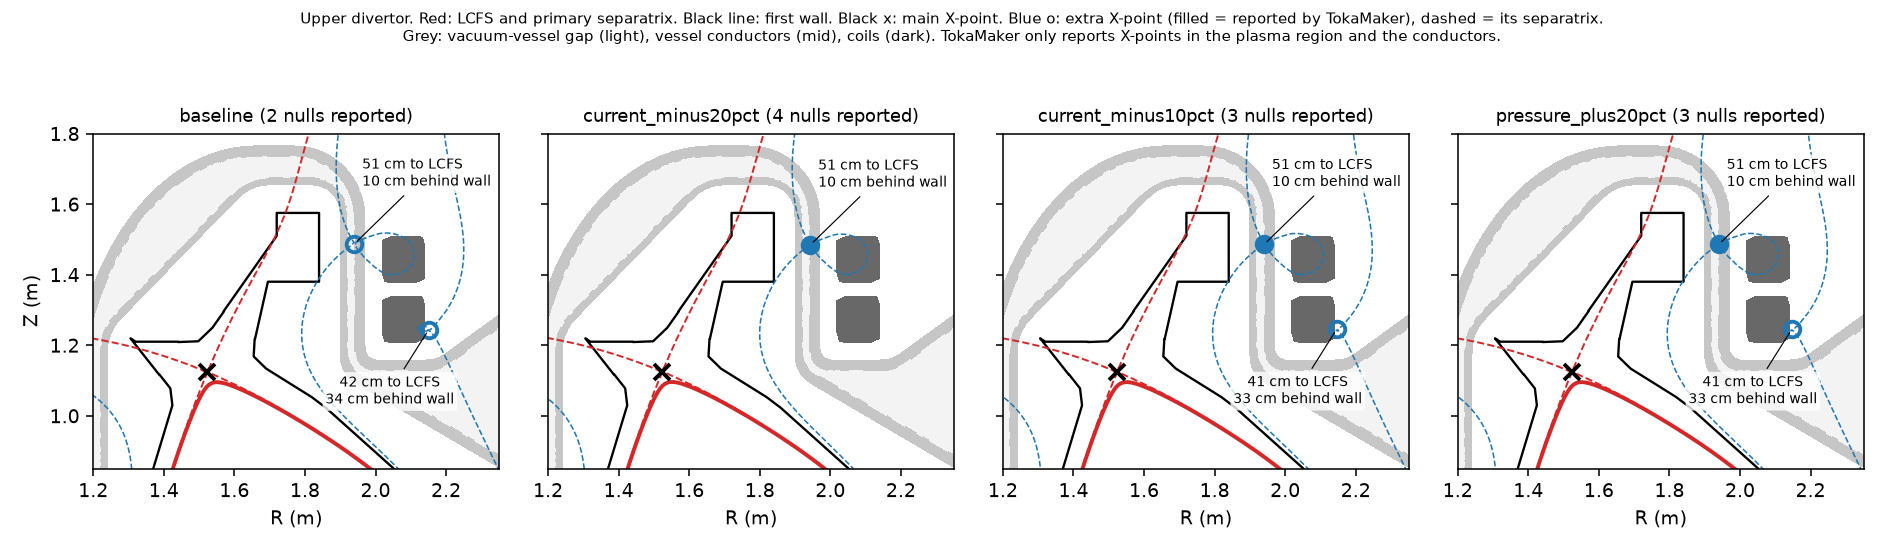 Upper divertor. Red: LCFS and primary separatrix. Black line: first wall. Black x: main X-point. Blue o: extra X-point (filled = reported by TokaMaker), dashed = its separatrix.
Grey: vacuum-vessel gap (light), vessel conductors (mid), coils (dark). TokaMaker only reports X-points in the plasma region and the conductors.
baseline (2 nulls reported)
Z (m)
1.8
1.6
1.4
1.2
1.0
51 cm to LCFS
10 cm behind wall
42 cm to LCFS
34 cm behind wall
1.2 1.4 1.6 1.8 2.0 2.2
R (m)
current_minus20pct (4 nulls reported)
51 cm to LCFS
10 cm behind wall
1.2 1.4 1.6 1.8 2.0 2.2
R (m)
current_minus10pct (3 nulls reported)
51 cm to LCFS
10 cm behind wall
41 cm to LCFS
33 cm behind wall
1.2 1.4 1.6 1.8 2.0 2.2
R (m)
pressure_plus20pct (3 nulls reported)
51 cm to LCFS
10 cm behind wall
41 cm to LCFS
33 cm behind wall
1.2 1.4 1.6 1.8 2.0 2.2
R (m)